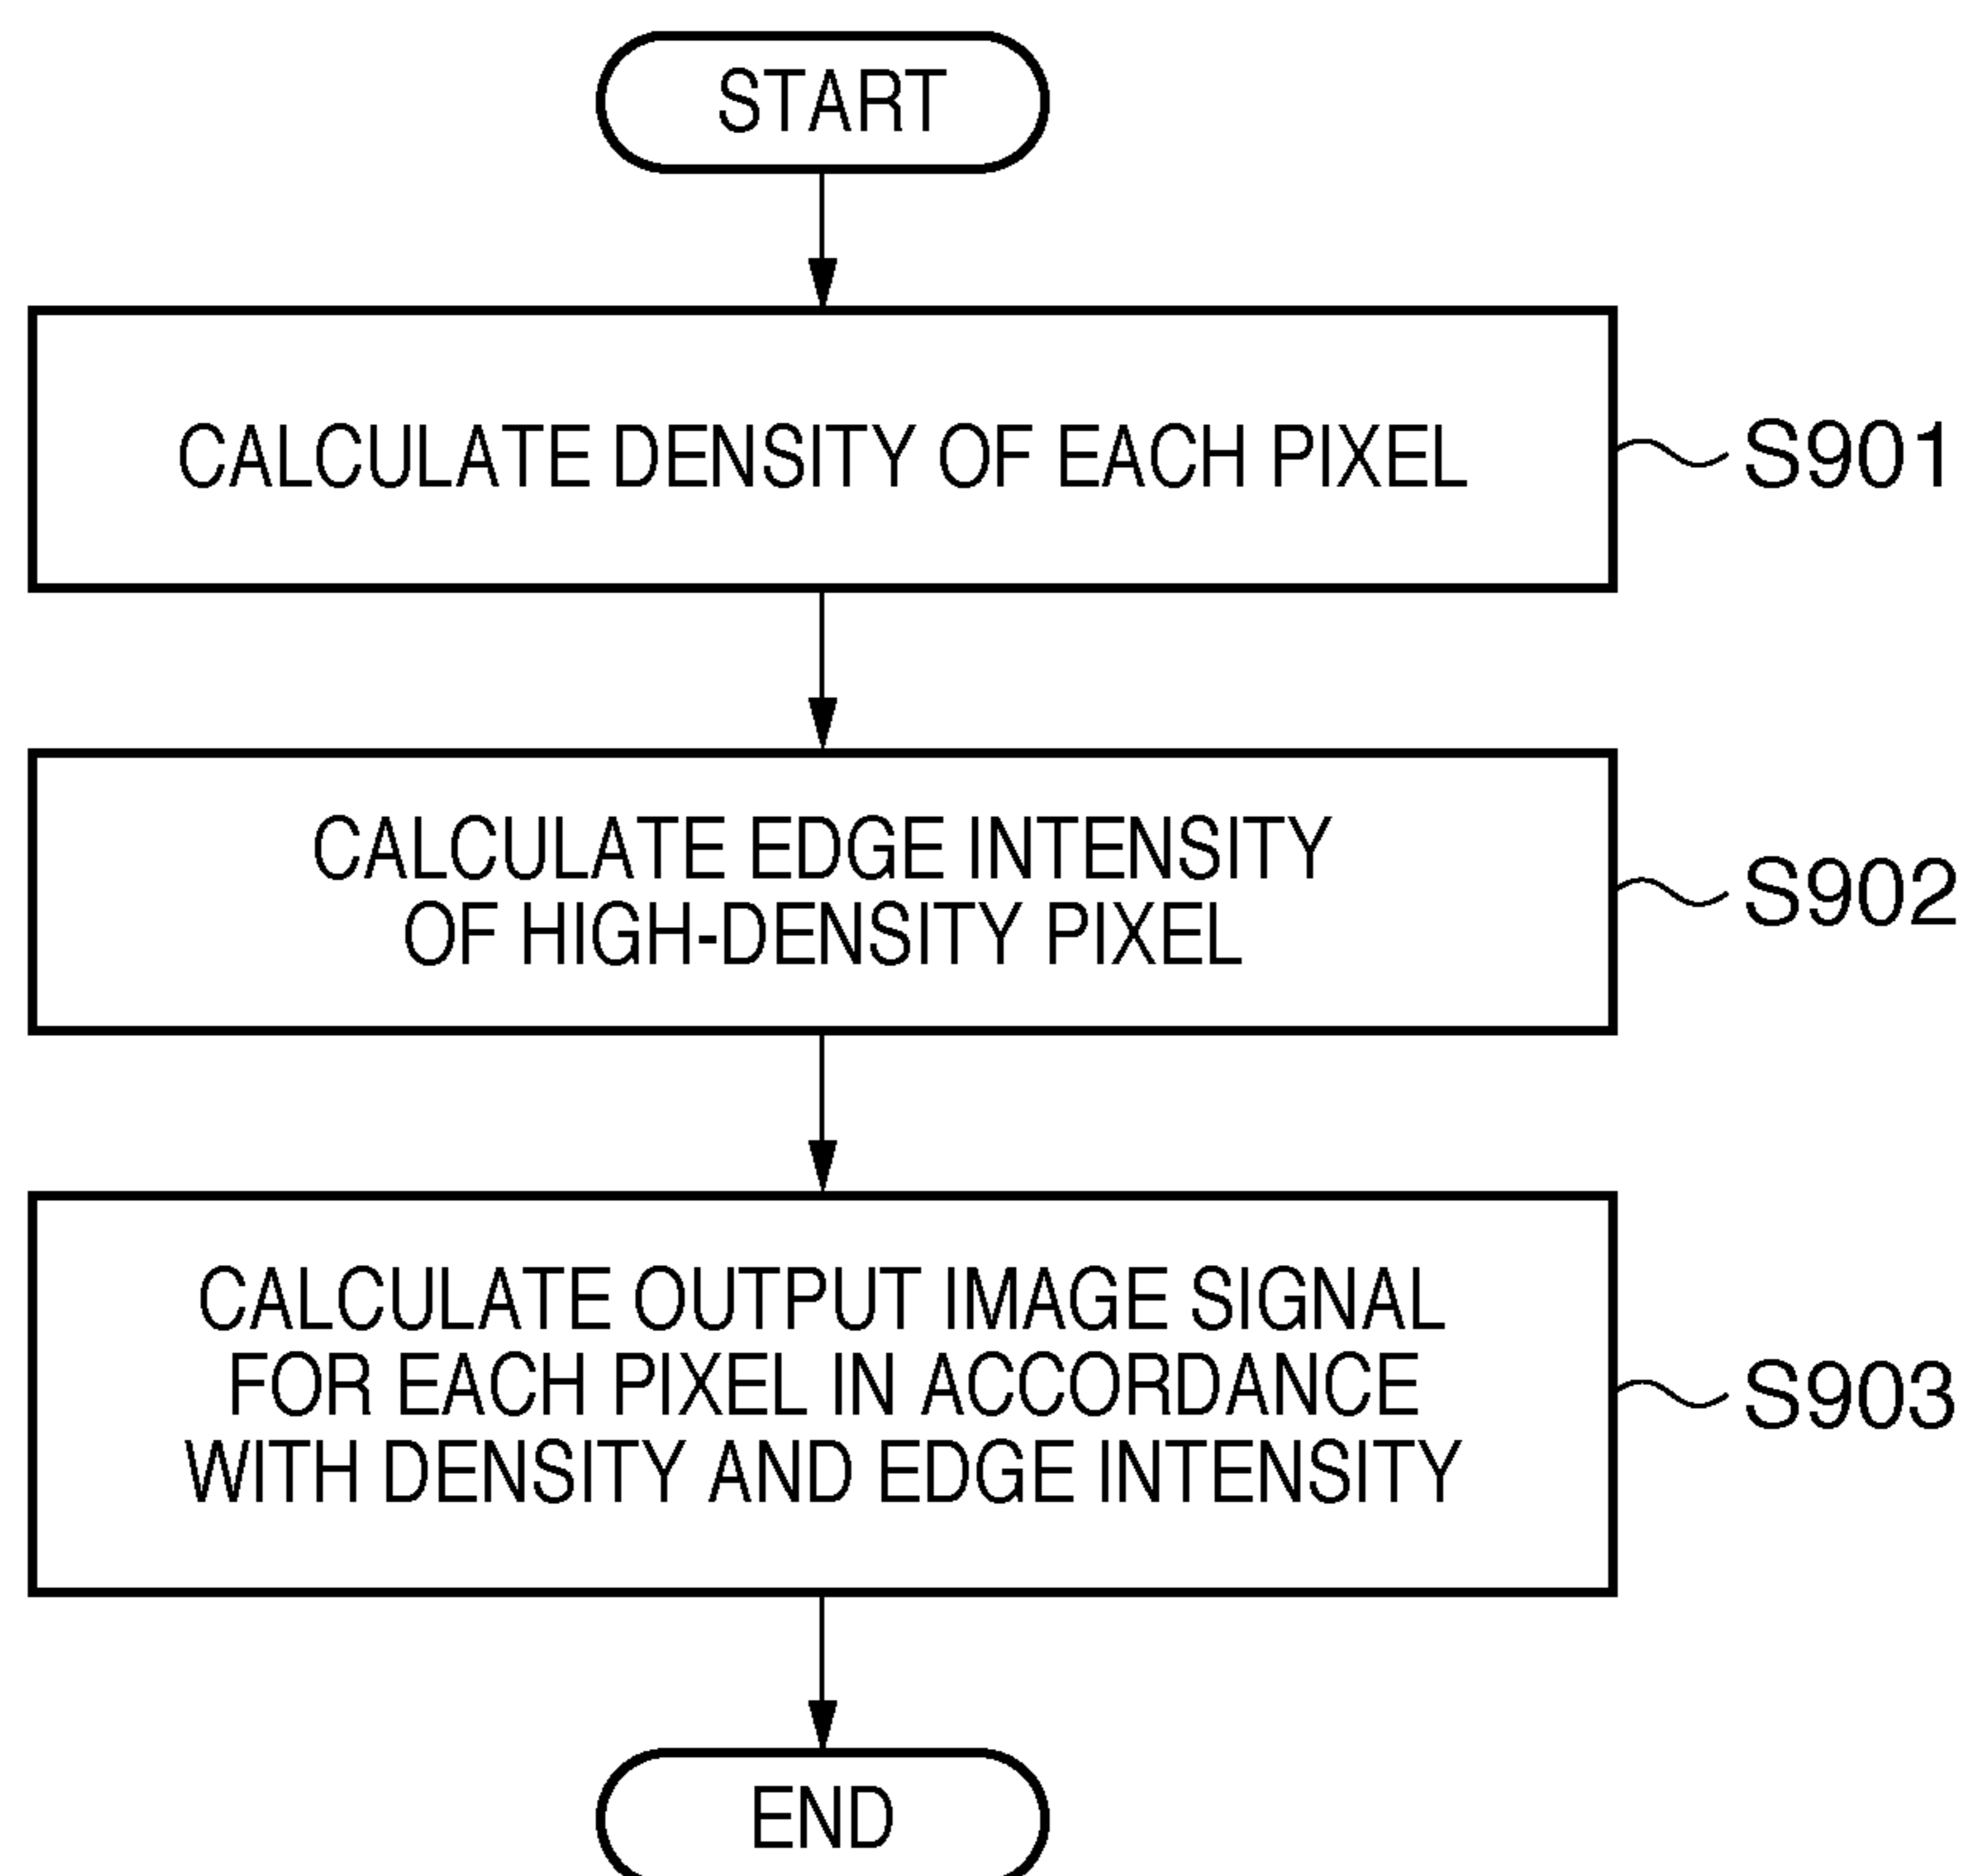 START
CALCULATE DENSITY OF EACH PIXEL
S901
CALCULATE EDGE INTENSITY
OF HIGH-DENSITY PIXEL
S902
CALCULATE OUTPUT IMAGE SIGNAL
FOR EACH PIXEL IN ACCORDANCE
WITH DENSITY AND EDGE INTENSITY
S903
END